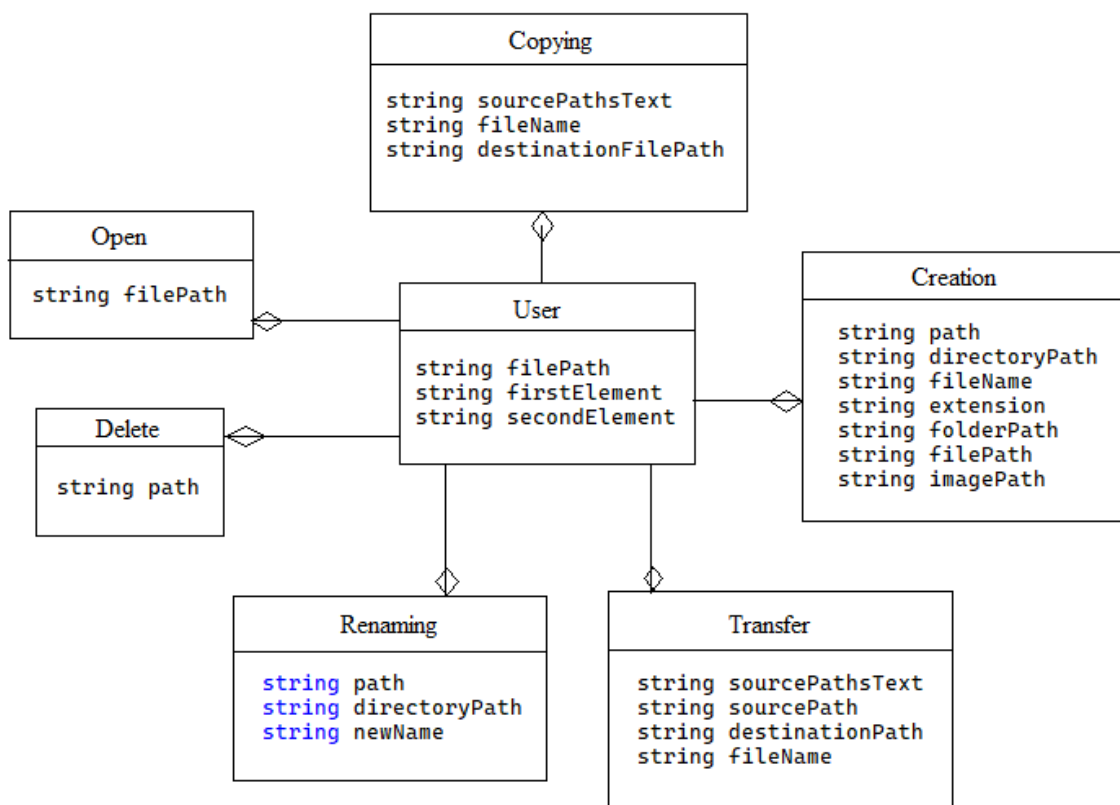 Copying
string sourcePathsText
string fileName
string destinationFilePath
Open
string filePath
User
string filePath
string firstElement
string secondElement
Creation
string path
string directoryPath
string fileName
string extension
string folderPath
string filePath
string imagePath
Delete
string path
Renaming
string path
string directoryPath
string newName
Transfer
string sourcePathsText
string sourcePath
string destinationPath
string fileName